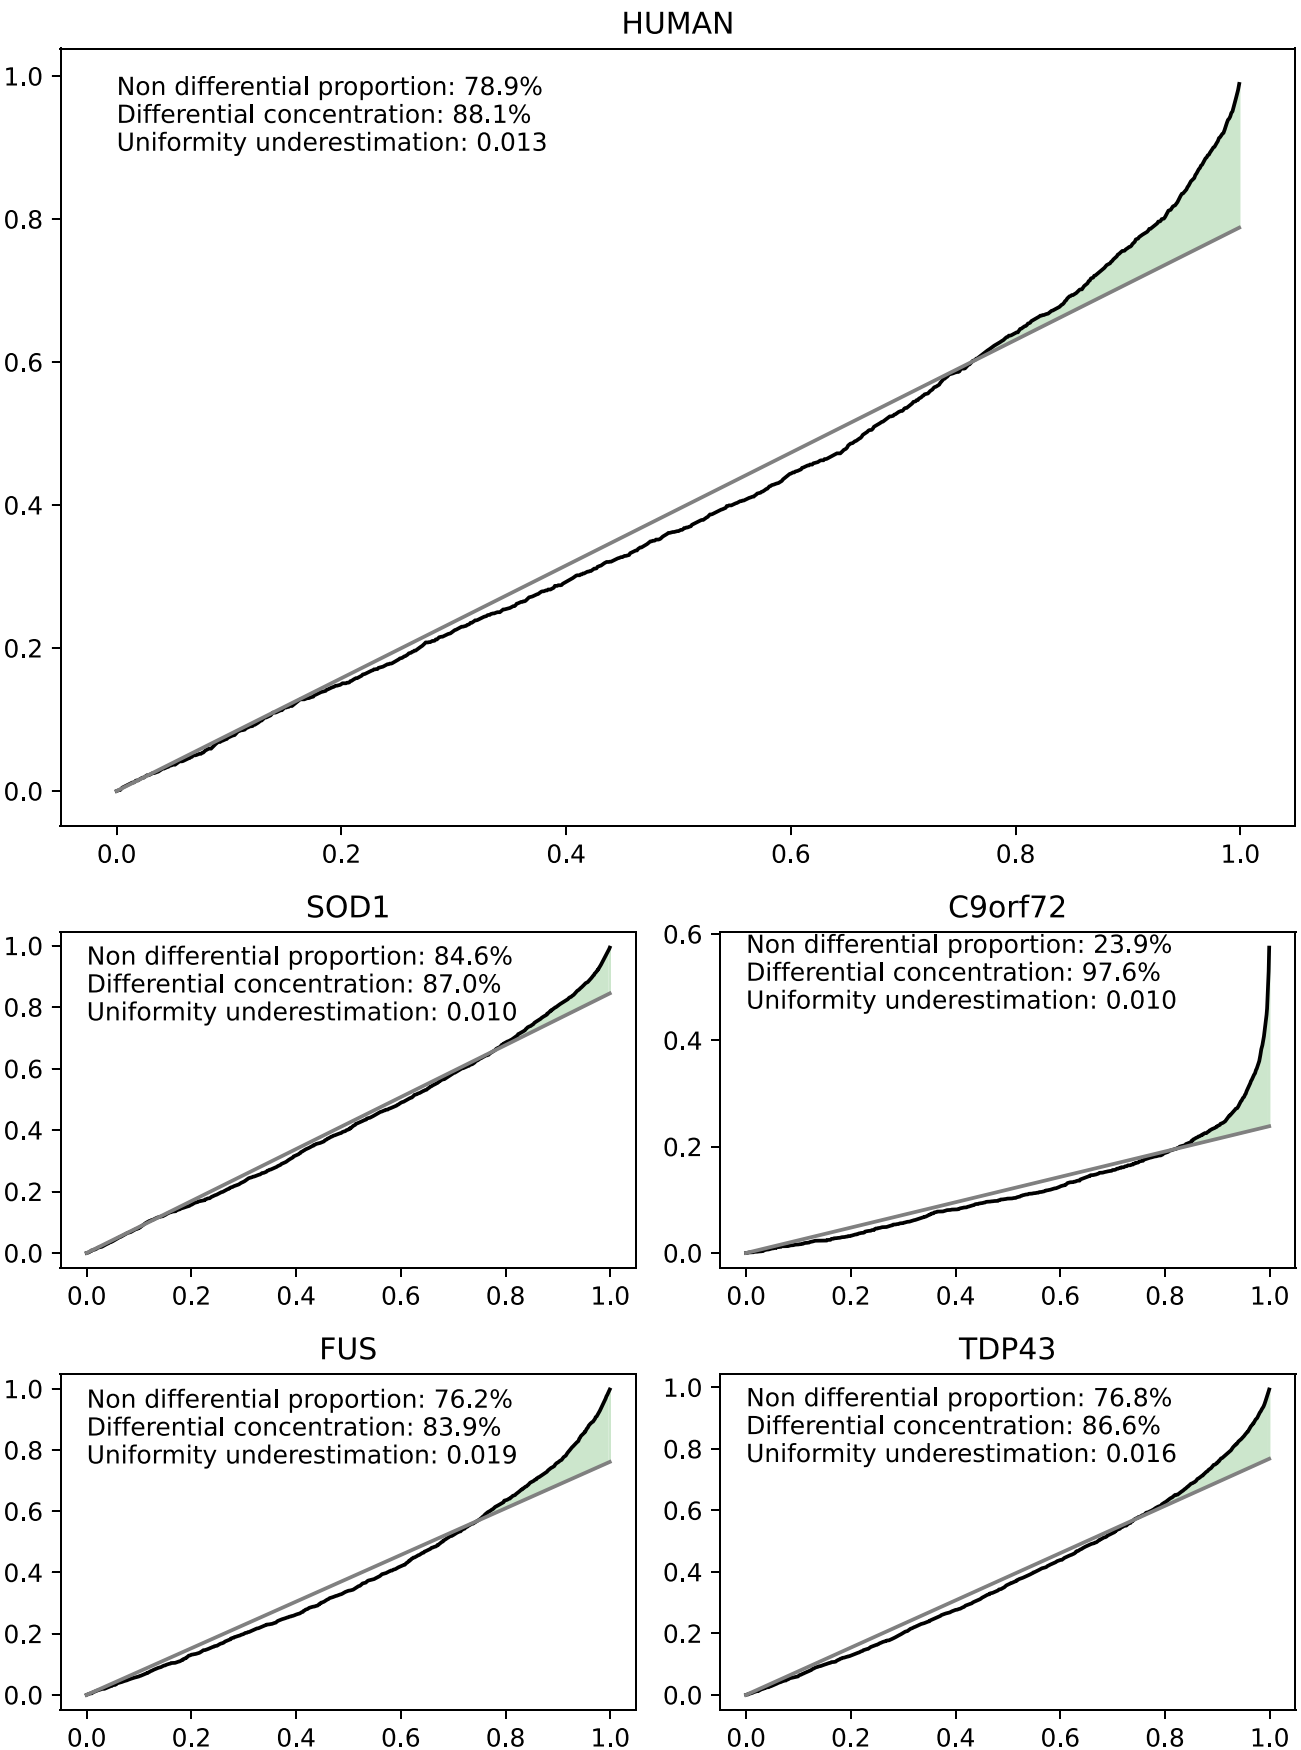 HUMAN
Non differential proportion: 78.9%
Differential concentration: 88.1%
Uniformity underestimation: 0.013
1.0
0.8
0.6
0.4
0.2
0.0
0.0 0.2 0.4 0.6 0.8 1.0
SOD1
Non differential proportion: 84.6%
Differential concentration: 87.0%
Uniformity underestimation: 0.010
1.0
0.8
0.6
0.4
0.2
0.0
0.0 0.2 0.4 0.6 0.8 1.0
C9orf72
Non differential proportion: 23.9%
Differential concentration: 97.6%
Uniformity underestimation: 0.010
0.6
0.4
0.2
0.0
0.0 0.2 0.4 0.6 0.8 1.0
FUS
Non differential proportion: 76.2%
Differential concentration: 83.9%
Uniformity underestimation: 0.019
1.0
0.8
0.6
0.4
0.2
0.0
0.0 0.2 0.4 0.6 0.8 1.0
TDP43
Non differential proportion: 76.8%
Differential concentration: 86.6%
Uniformity underestimation: 0.016
1.0
0.8
0.6
0.4
0.2
0.0
0.0 0.2 0.4 0.6 0.8 1.0